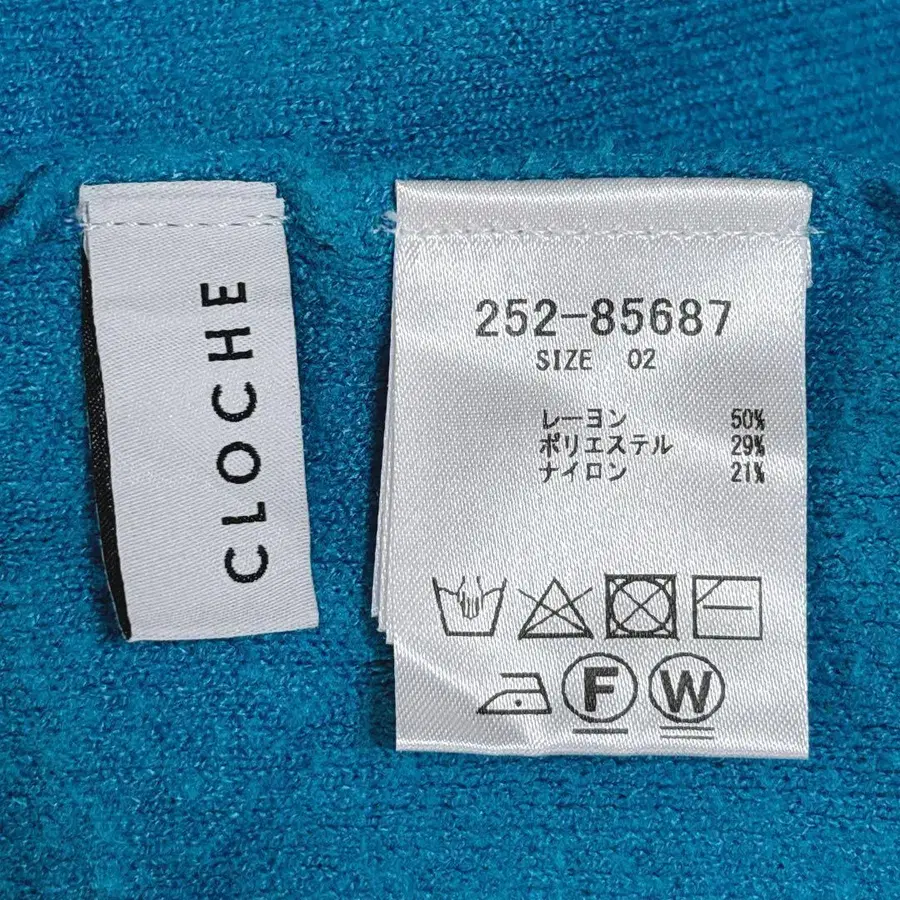 CLOCHE
252-85687
SIZE 02
レーヨン 50%
ポリエステル 29%
ナイロン 21%
F W